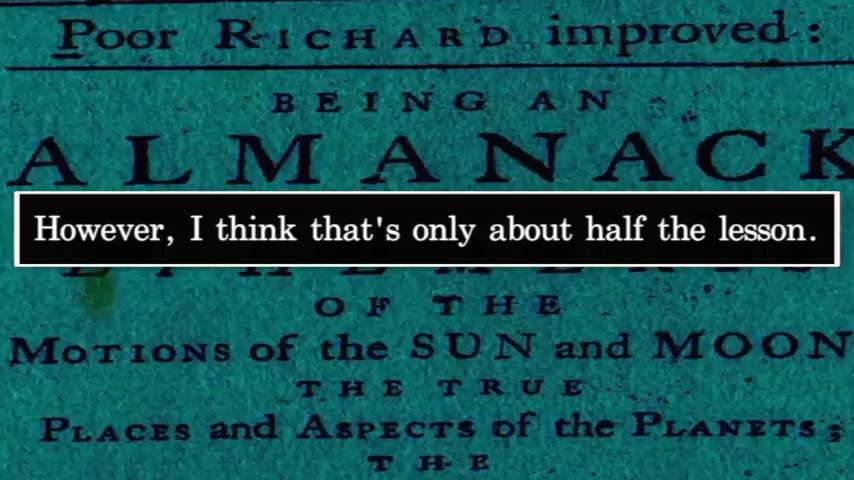 Poor RICHARD improved:
BEING AN
ALMANACK
However, I think that's only about half the lesson.
OF THE
MOTIONS of the SUN and MOON
THE TRUE
PLACES and ASPECTS of the PLANETS;
THE